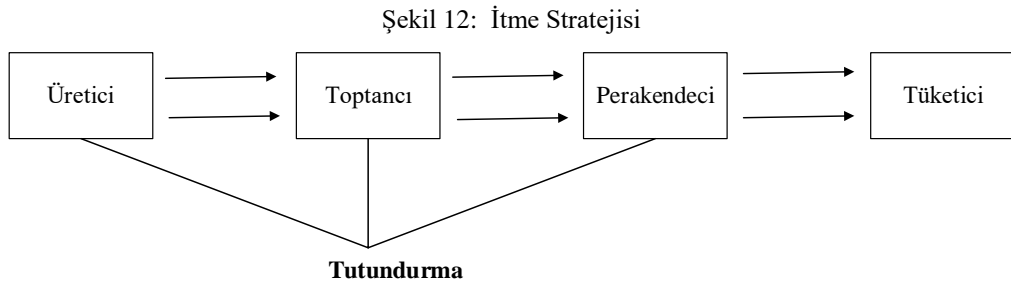 Şekil 12: İtme Stratejisi
Üretici
Toptancı
Perakendeci
Tüketici
Tutundurma